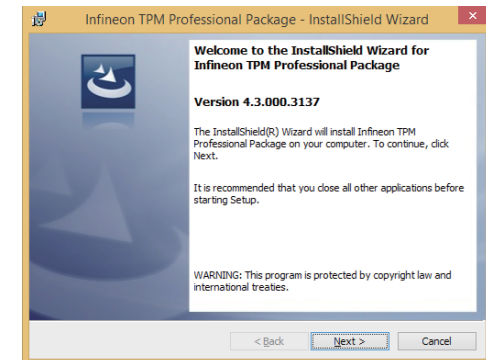 Infineon TPM Professional Package - InstallShield Wizard
Welcome to the InstallShield Wizard for
Infineon TPM Professional Package
Version 4.3.000.3137
The InstallShield(R) Wizard will install Infineon TPM
Professional Package on your computer. To continue, click
Next.
It is recommended that you close all other applications before
starting Setup.
WARNING: This program is protected by copyright law and
international treaties.
< Back Next > Cancel